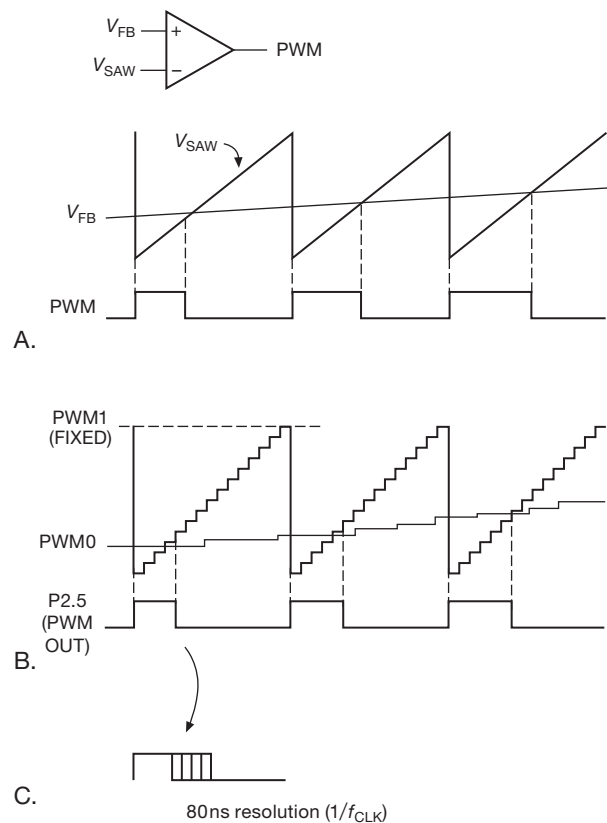 V_FB + PWM
V_SAW −
V_SAW
V_FB
PWM
A.
PWM1
(FIXED)
PWM0
P2.5
(PWM
OUT)
B.
C.
80ns resolution (1/f_CLK)